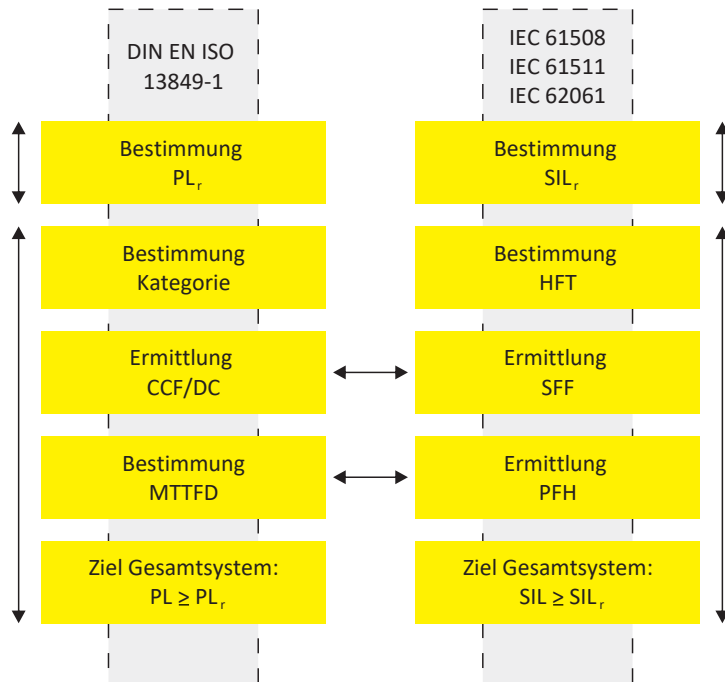 DIN EN ISO
13849-1
IEC 61508
IEC 61511
IEC 62061
Bestimmung
PLr
Bestimmung
SILr
Bestimmung
Kategorie
Bestimmung
HFT
Ermittlung
CCF/DC
Ermittlung
SFF
Bestimmung
MTTFD
Ermittlung
PFH
Ziel Gesamtsystem:
PL ≥ PLr
Ziel Gesamtsystem:
SIL ≥ SILr